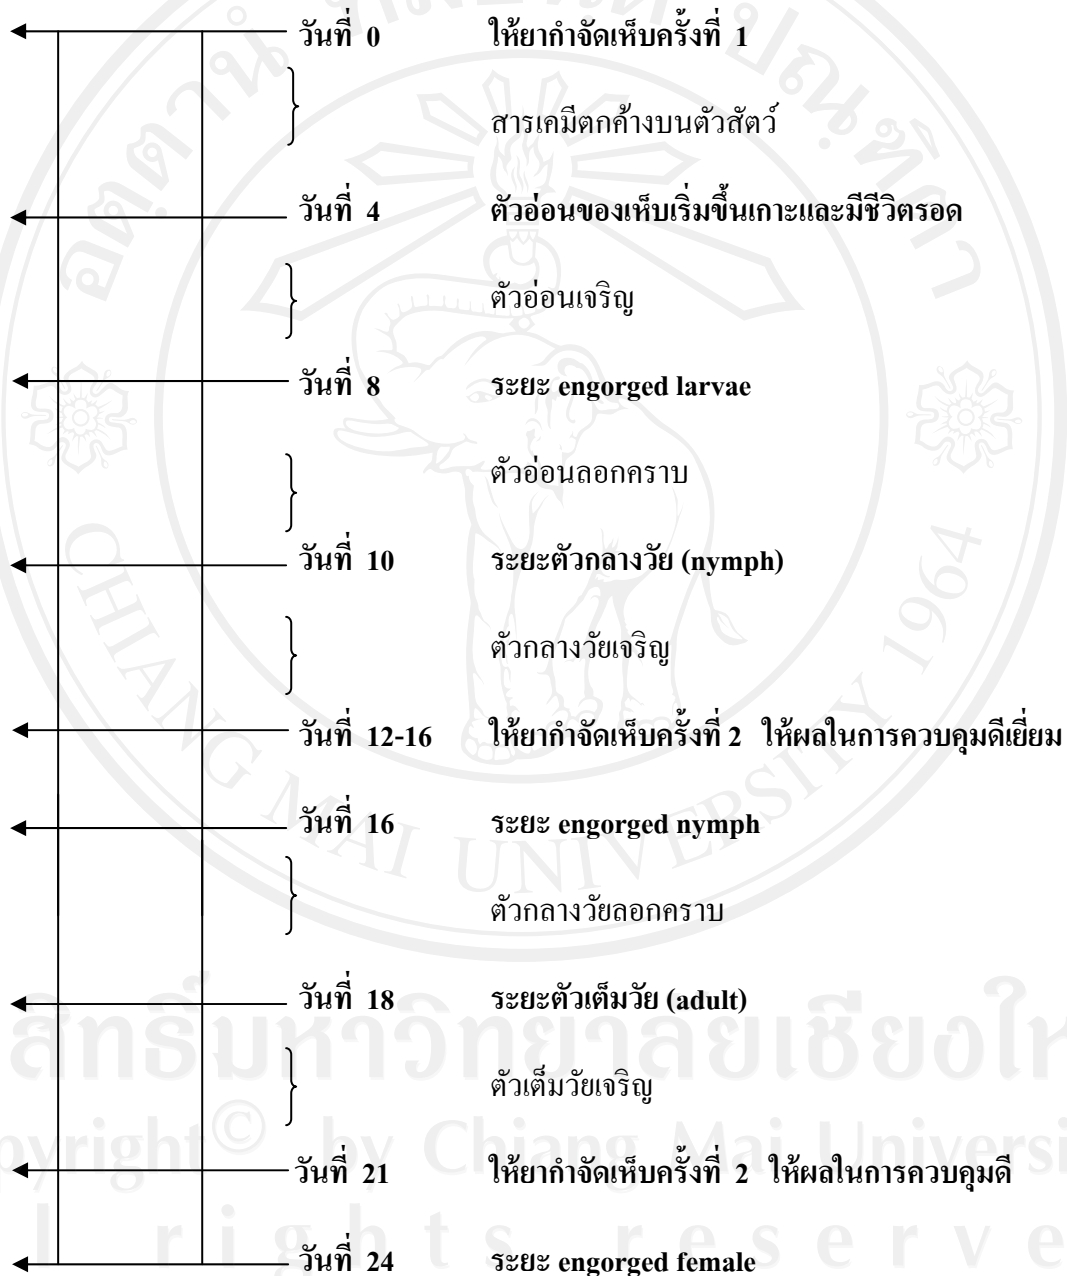 วันที่ 0 ให้ยากำจัดเห็บครั้งที่ 1
สารเคมีตกค้างบนตัวสัตว์
วันที่ 4 ตัวอ่อนของเห็บเริ่มขึ้นเกาะและมีชีวิตรอด
ตัวอ่อนเจริญ
วันที่ 8 ระยะ engorged larvae
ตัวอ่อนลอกคราบ
วันที่ 10 ระยะตัวกลางวัย (nymph)
ตัวกลางวัยเจริญ
วันที่ 12-16 ให้ยากำจัดเห็บครั้งที่ 2 ให้ผลในการควบคุมดีเยี่ยม
วันที่ 16 ระยะ engorged nymph
ตัวกลางวัยลอกคราบ
วันที่ 18 ระยะตัวเต็มวัย (adult)
ตัวเต็มวัยเจริญ
วันที่ 21 ให้ยากำจัดเห็บครั้งที่ 2 ให้ผลในการควบคุมดี
วันที่ 24 ระยะ engorged female
CHIANG MAI UNIVERSITY 1964
by Chiang Mai